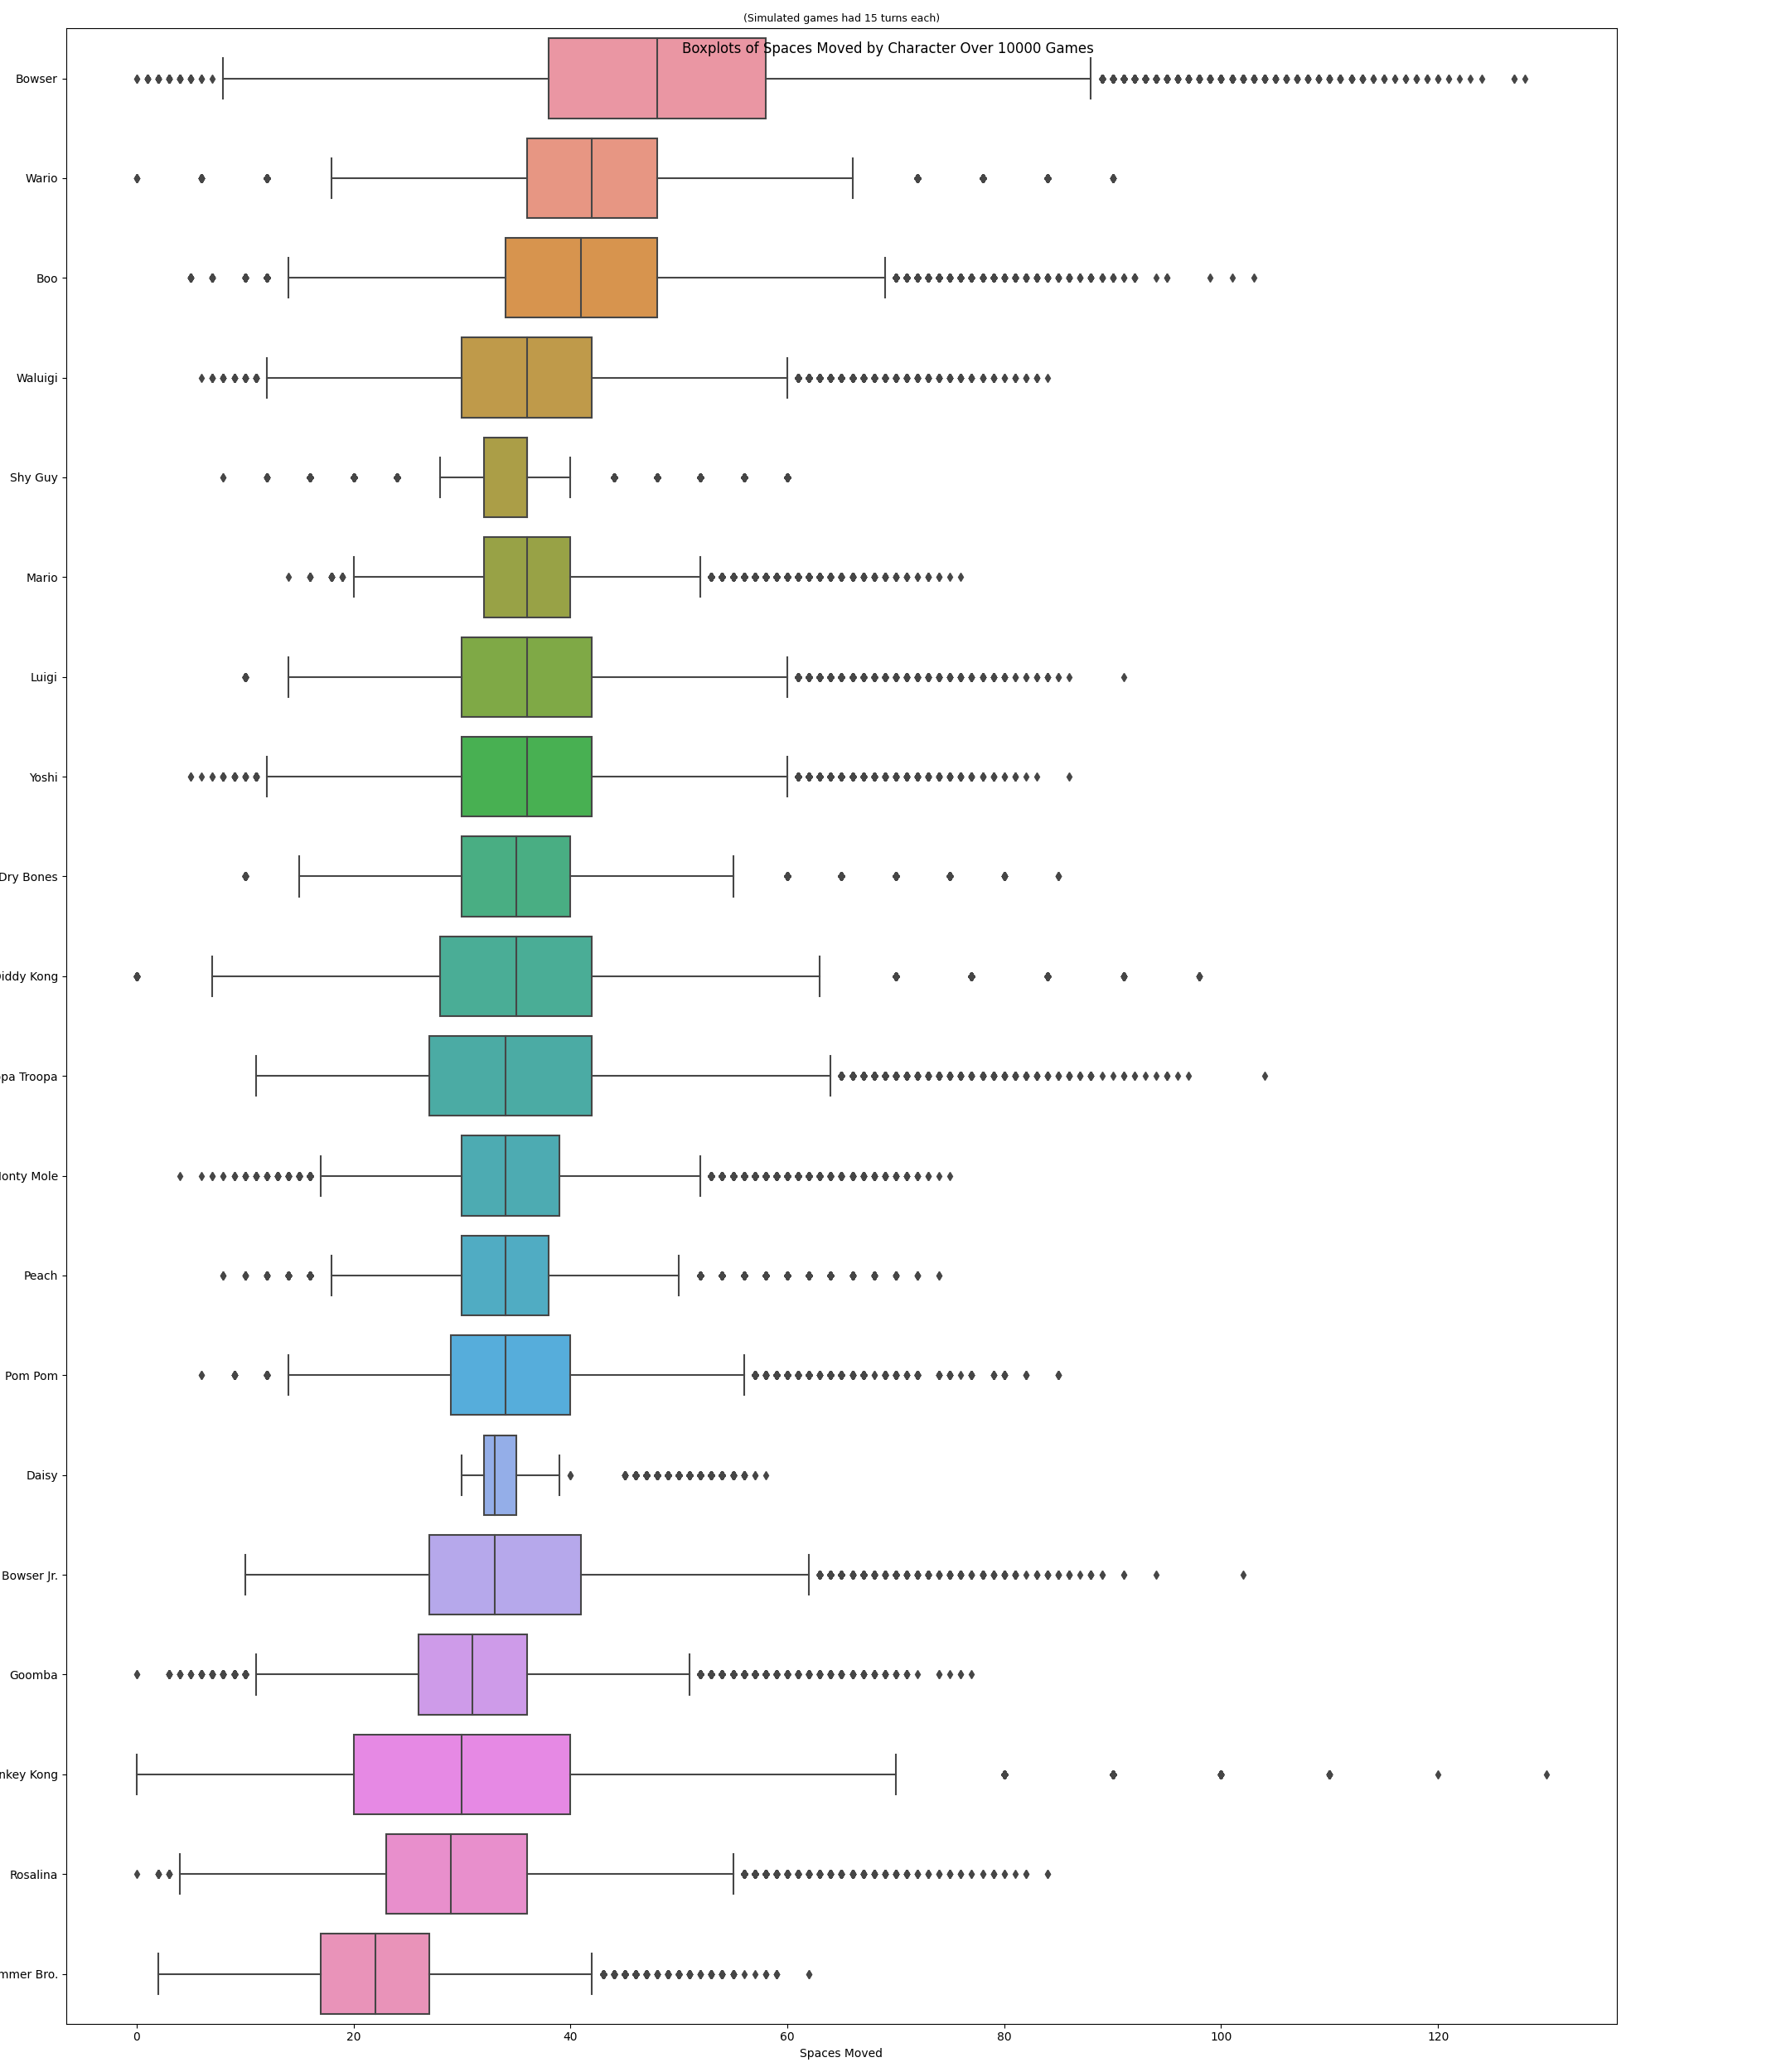 (Simulated games had 15 turns each)
Boxplots of Spaces Moved by Character Over 10000 Games
Bowser
Wario
Boo
Waluigi
Shy Guy
Mario
Luigi
Yoshi
Dry Bones
iddy Kong
pa Troopa
onty Mole
Peach
Pom Pom
Daisy
Bowser Jr.
Goomba
nkey Kong
Rosalina
mmer Bro.
0 20 40 60 80 100 120
Spaces Moved